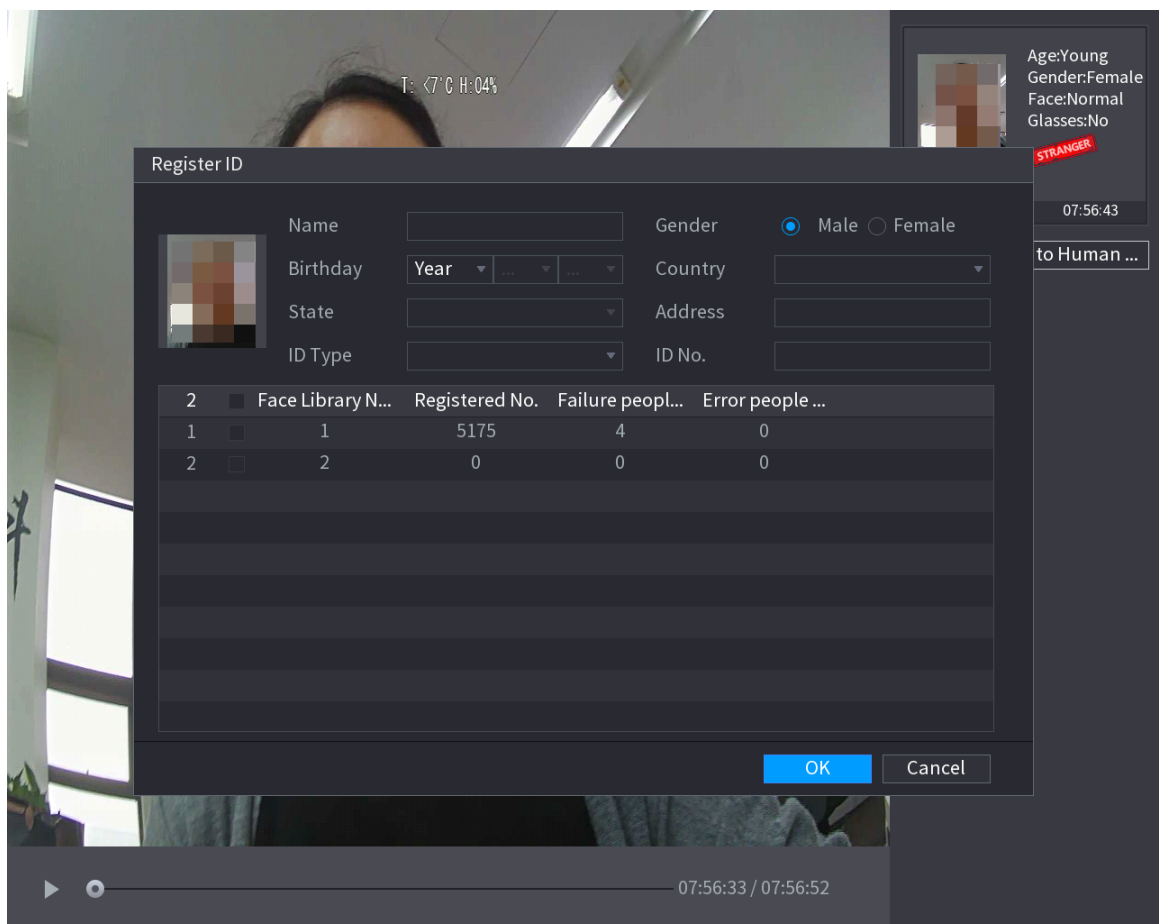 T: <7°C H:04%
Age:Young
Gender:Female
Face:Normal
Glasses:No
STRANGER
07:56:43
to Human ...
Register ID
Name Gender Male Female
Birthday Year ... ... Country
State Address
ID Type ID No.
2 Face Library N... Registered No. Failure peopl... Error people ...
1 1 5175 4 0
2 2 0 0 0
OK Cancel
07:56:33 / 07:56:52